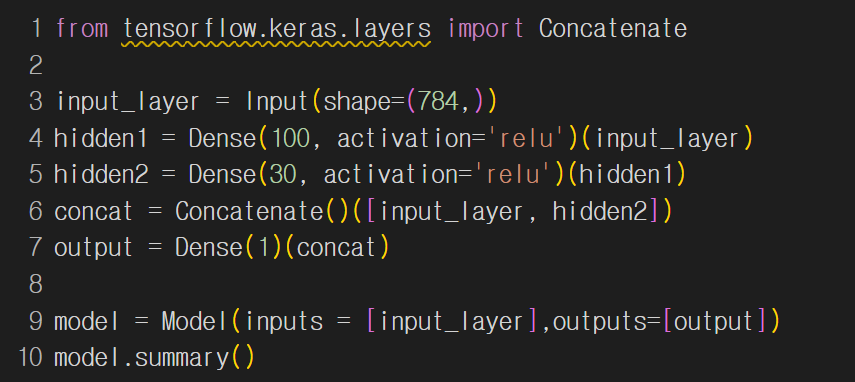 1 from tensorflow.keras.layers import Concatenate
2
3 input_layer = Input(shape=(784,))
4 hidden1 = Dense(100, activation='relu')(input_layer)
5 hidden2 = Dense(30, activation='relu')(hidden1)
6 concat = Concatenate()([input_layer, hidden2])
7 output = Dense(1)(concat)
8
9 model = Model(inputs = [input_layer],outputs=[output])
10 model.summary()